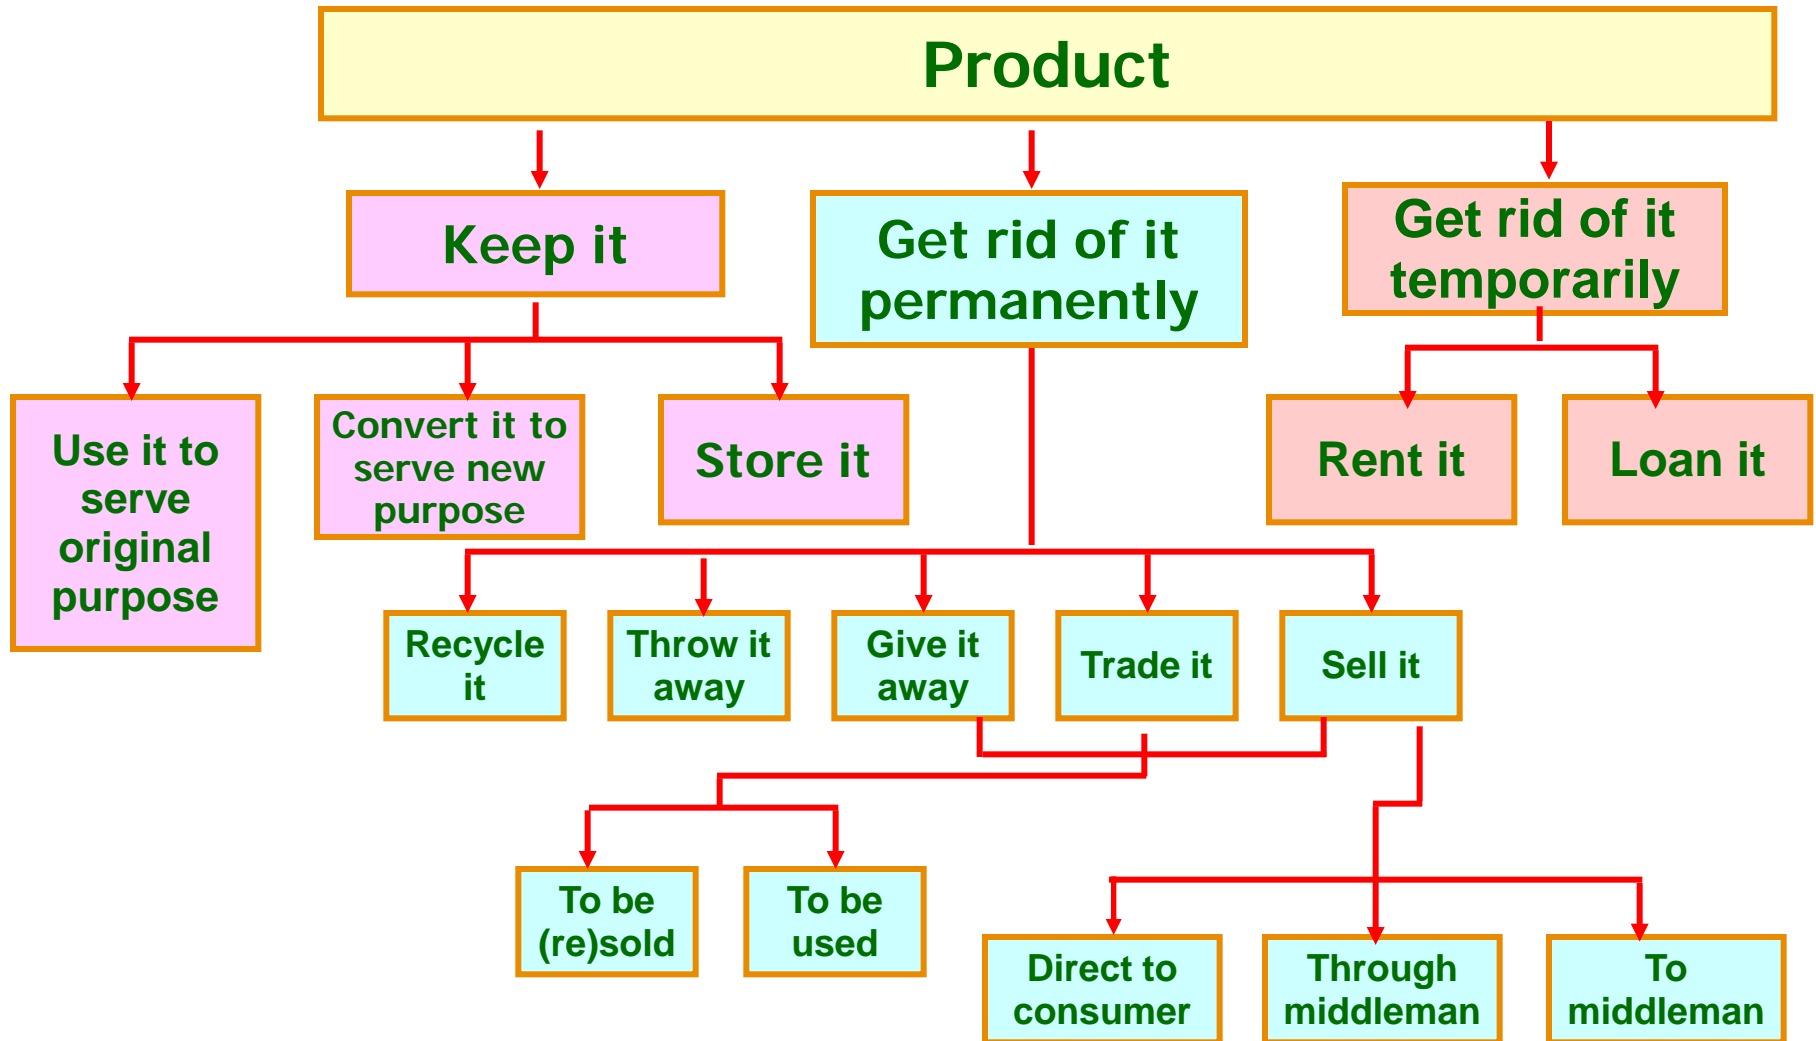 Product
Keep it
Get rid of it
permanently
Get rid of it
temporarily
Use it to
serve
original
purpose
Convert it to
serve new
purpose
Store it
Rent it
Loan it
Recycle
it
Throw it
away
Give it
away
Trade it
Sell it
To be
(re)sold
To be
used
Direct to
consumer
Through
middleman
To
middleman